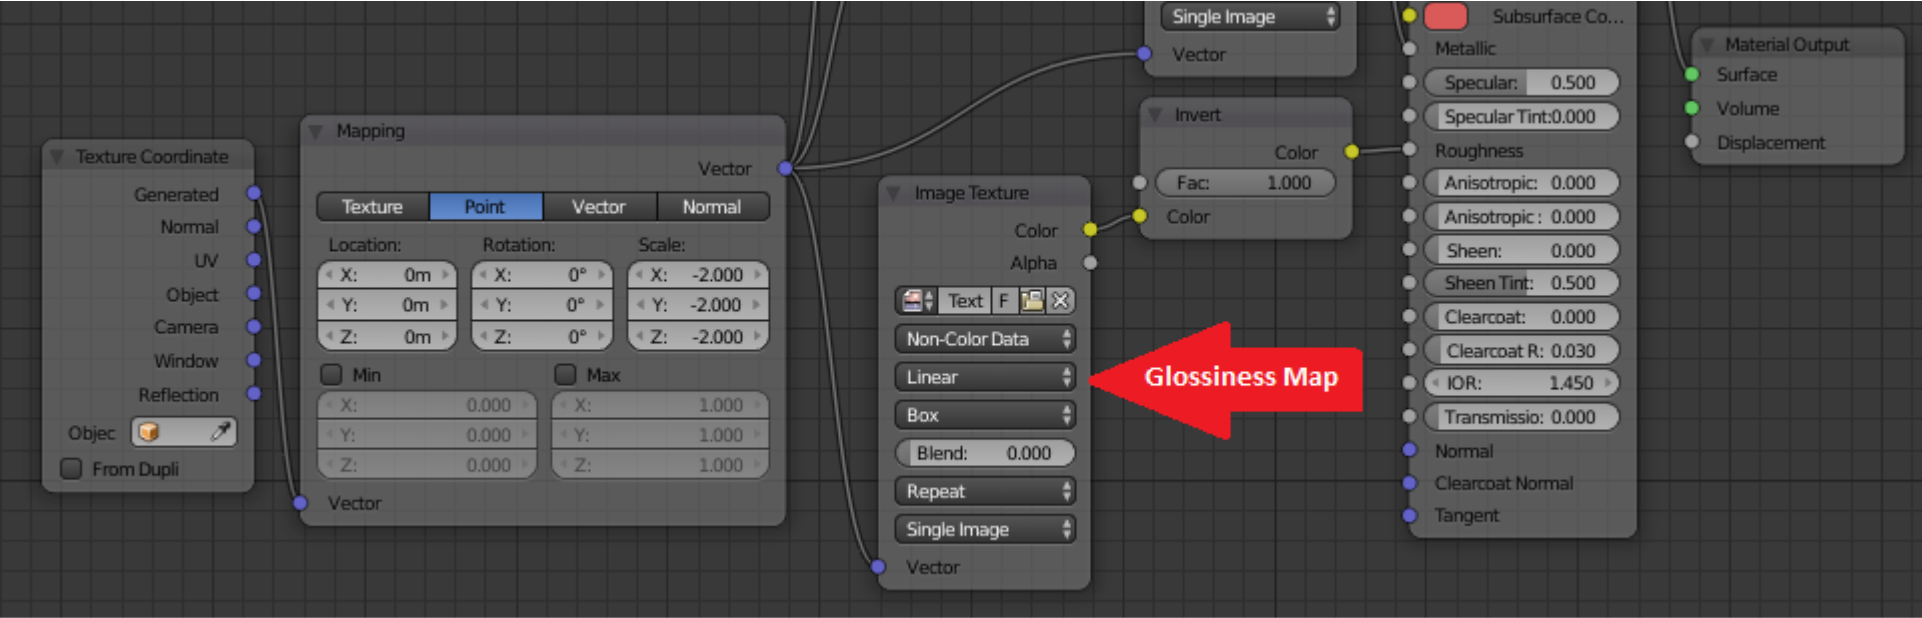 Texture Coordinate
Generated
Normal
UV
Object
Camera
Window
Reflection
Objec
From Dupli
Mapping
Vector
Texture Point Vector Normal
Location: Rotation: Scale:
X: 0m X: 0° X: -2.000
Y: 0m Y: 0° Y: -2.000
Z: 0m Z: 0° Z: -2.000
Min Max
X: 0.000 X: 1.000
Y: 0.000 Y: 1.000
Z: 0.000 Z: 1.000
Vector
Image Texture
Color
Alpha
Text F
Non-Color Data
Linear
Box
Blend: 0.000
Repeat
Single Image
Vector
Glossiness Map
Single Image
Vector
Invert
Color
Fac: 1.000
Color
Subsurface Co...
Metallic
Specular: 0.500
Specular Tint:0.000
Roughness
Anisotropic: 0.000
Anisotropic : 0.000
Sheen: 0.000
Sheen Tint: 0.500
Clearcoat: 0.000
Clearcoat R: 0.030
IOR: 1.450
Transmissio: 0.000
Normal
Clearcoat Normal
Tangent
Material Output
Surface
Volume
Displacement